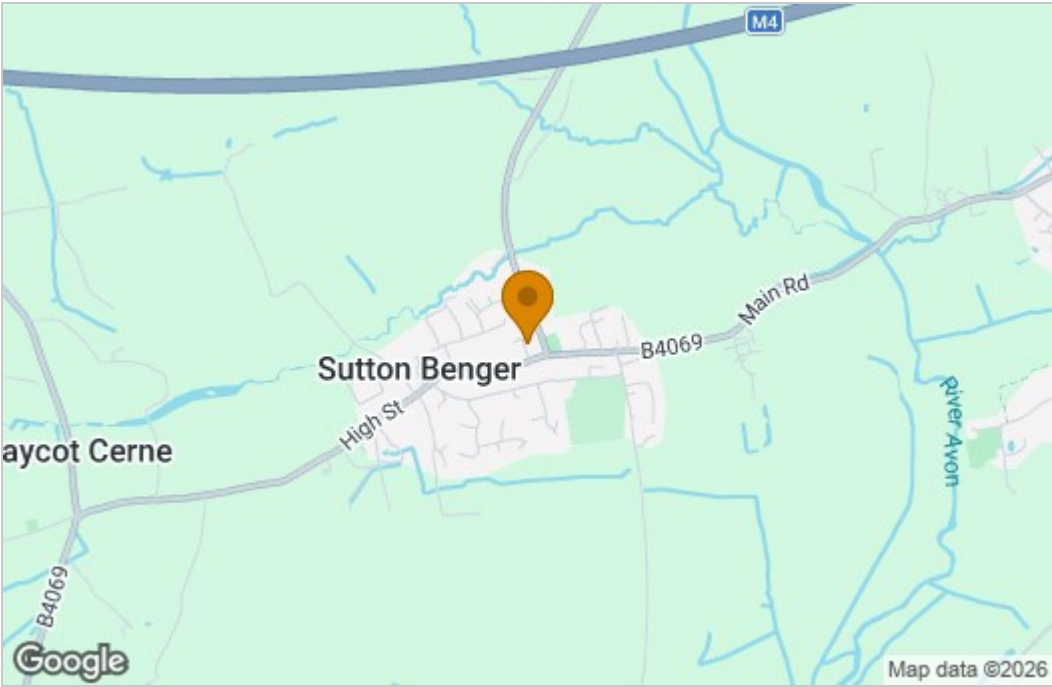 M4
Main Rd
B4069
Sutton Benger
High St
River Avon
aycot Cerne
B4069
Google
Map data ©2026